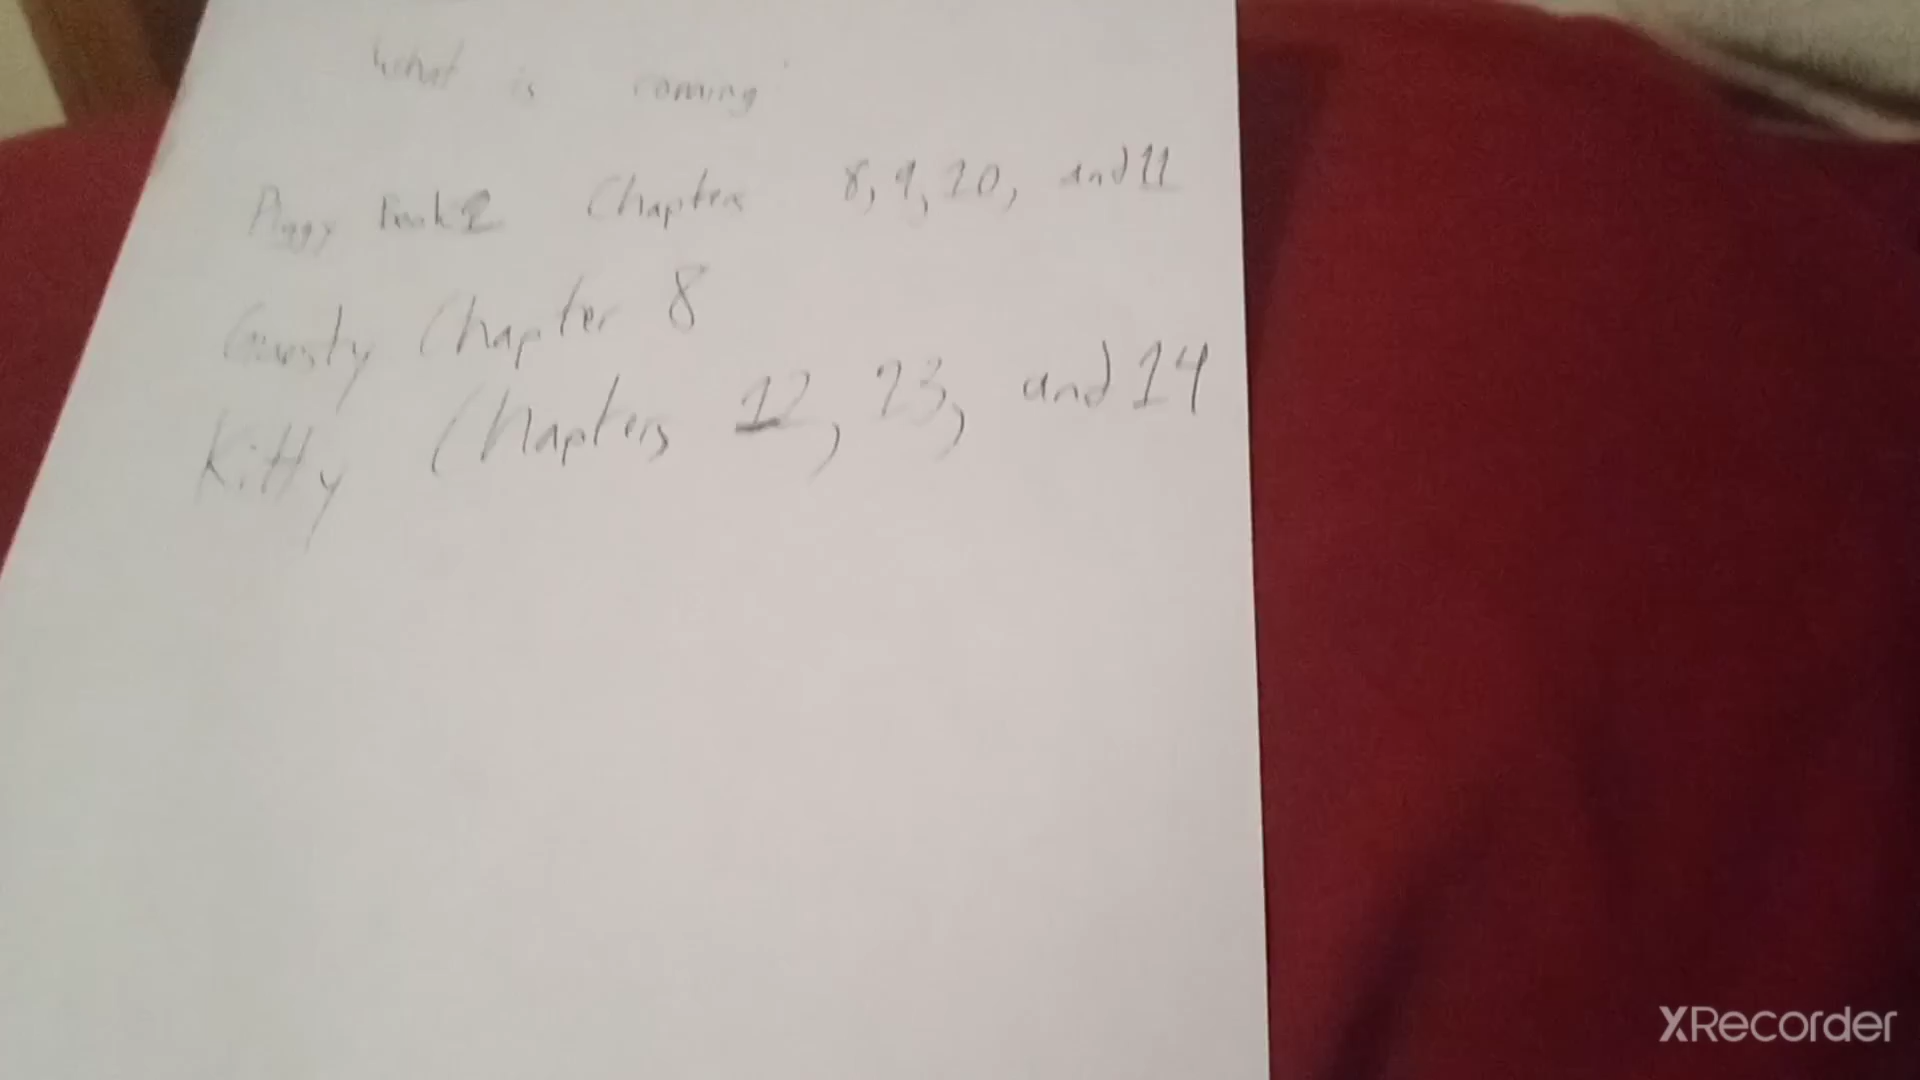 What is coming
Piggy Book 2 Chapters 8, 9, 10, and 11
Guesty Chapter 8
Kitty Chapters 12, 13, and 14
XRecorder